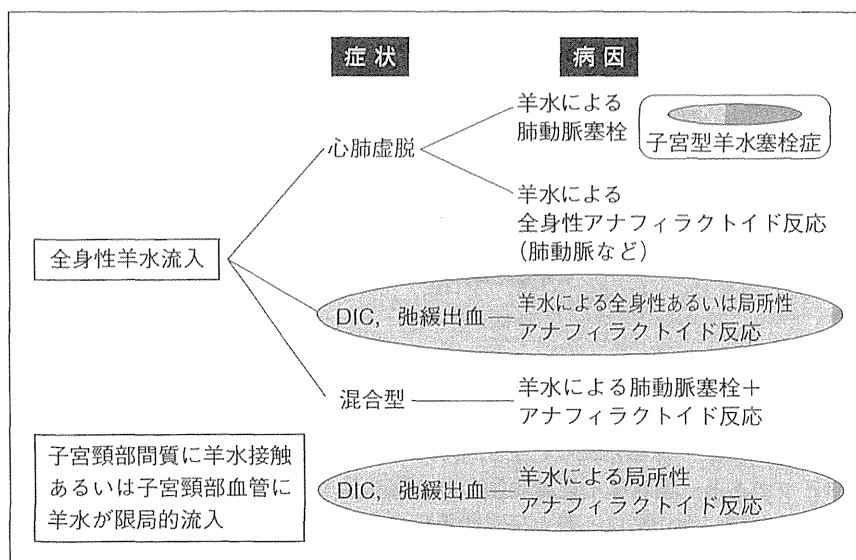 症状
病因
羊水による
肺動脈塞栓
子宮型羊水塞栓症
心肺虚脱
羊水による
全身性アナフィラクトイド反応
(肺動脈など)
全身性羊水流入
DIC，弛緩出血
羊水による全身性あるいは局所性
アナフィラクトイド反応
混合型
羊水による肺動脈塞栓＋
アナフィラクトイド反応
子宮頸部間質に羊水接触
あるいは子宮頸部血管に
羊水が限局的流入
DIC，弛緩出血
羊水による局所性
アナフィラクトイド反応